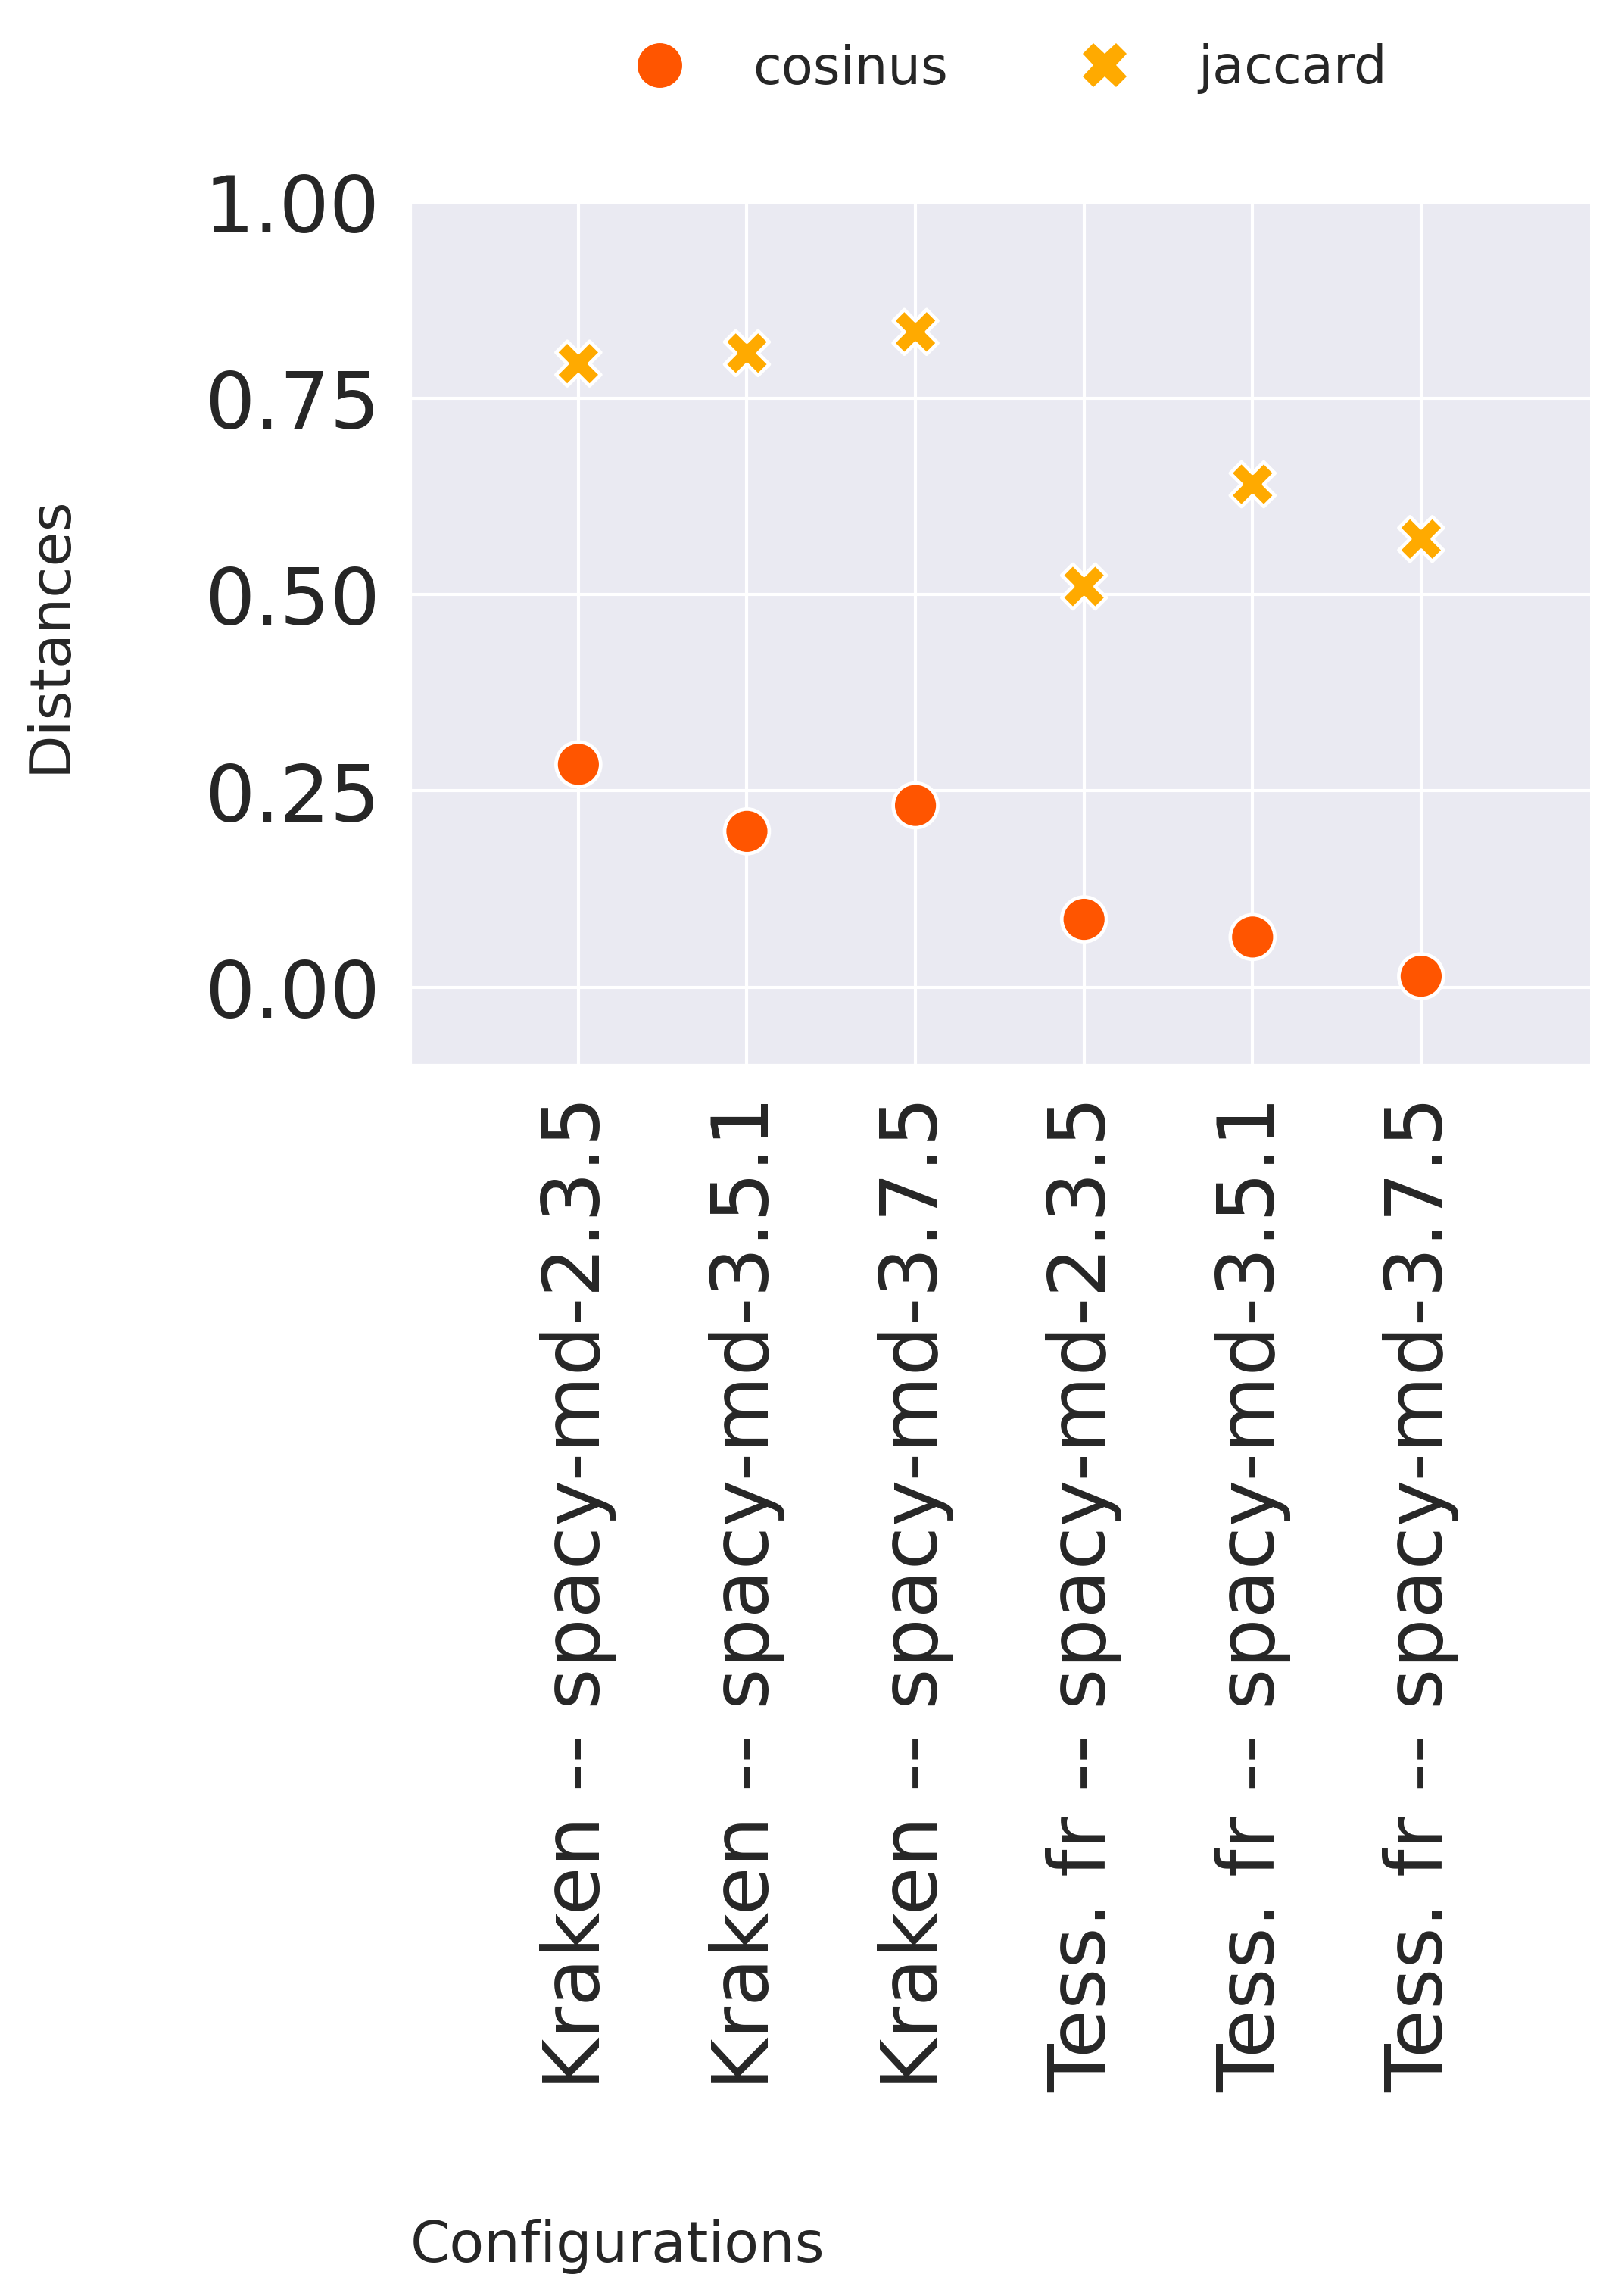 cosinus
jaccard
1.00
0.75
0.50
0.25
0.00
Distances
Kraken -- spacy-md-2.3.5
Kraken -- spacy-md-3.5.1
Kraken -- spacy-md-3.7.5
Tess. fr -- spacy-md-2.3.5
Tess. fr -- spacy-md-3.5.1
Tess. fr -- spacy-md-3.7.5
Configurations